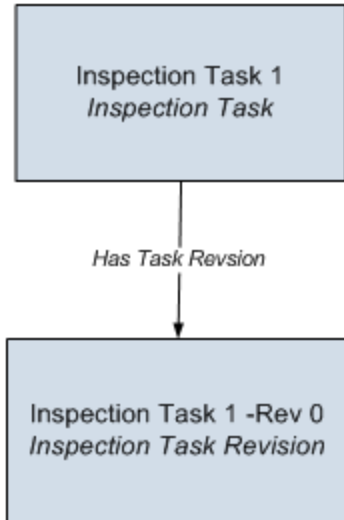 Inspection Task 1
Inspection Task
Has Task Revsion
Inspection Task 1 -Rev 0
Inspection Task Revision